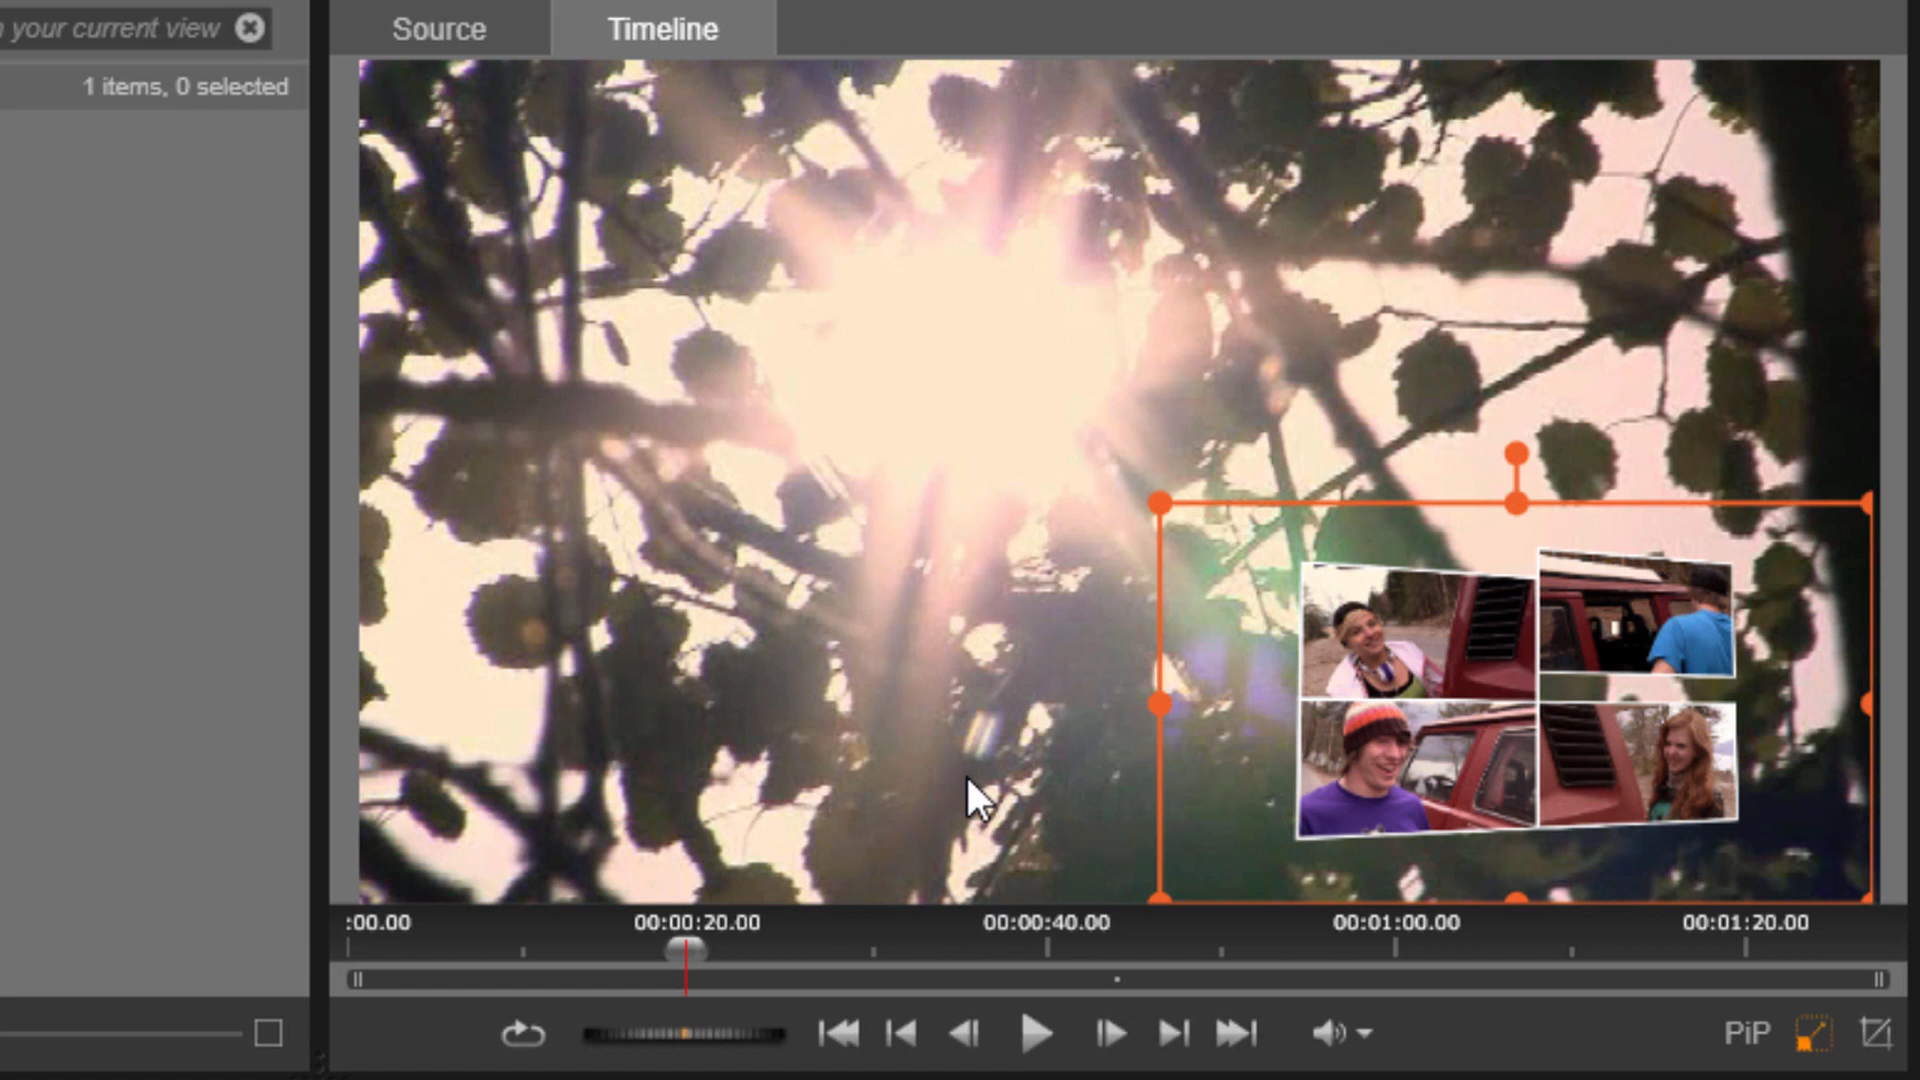 your current view
Source
Timeline
1 items, 0 selected
:00.00
00:00:20.00
00:00:40.00
00:01:00.00
00:01:20.00
PiP